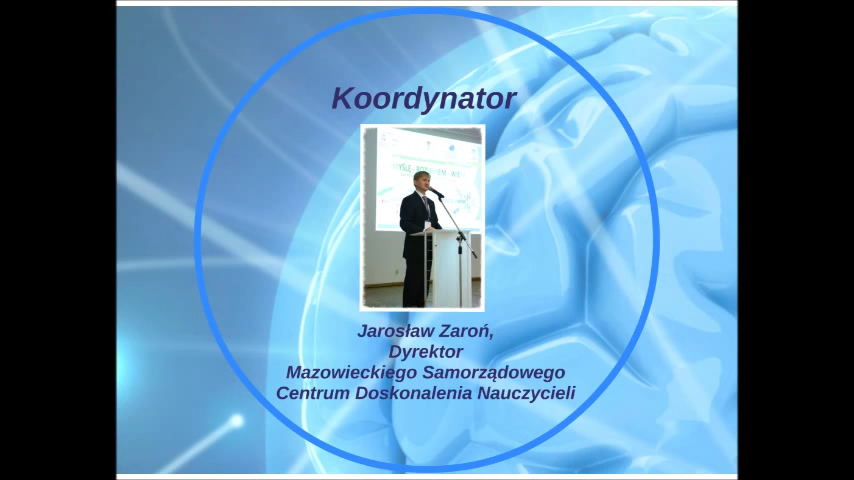 Koordynator
Jarosław Zaroń,
Dyrektor
Mazowieckiego Samorządowego
Centrum Doskonalenia Nauczycieli